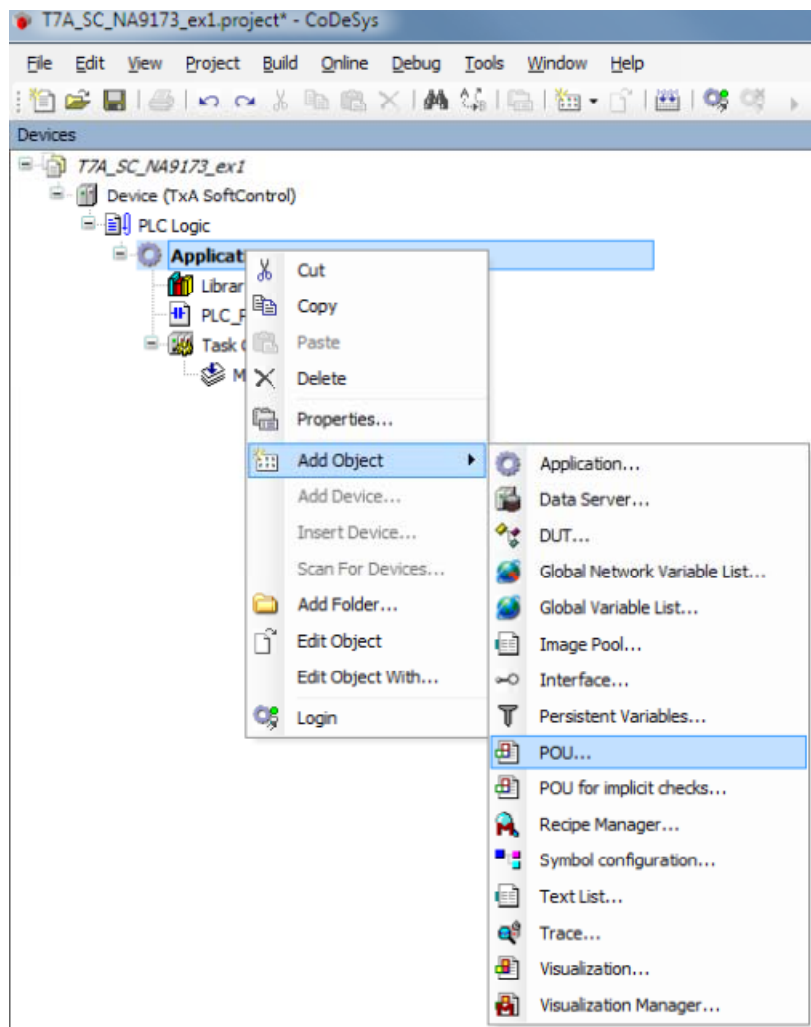 T7A_SC_NA9173_ex1.project* - CoDeSys
File Edit View Project Build Online Debug Tools Window Help
Devices
T7A_SC_NA9173_ex1
Device (TxA SoftControl)
PLC Logic
Applicat
Librar
PLC_P
Task C
M
Cut
Copy
Paste
Delete
Properties...
Add Object
Add Device...
Insert Device...
Scan For Devices...
Add Folder...
Edit Object
Edit Object With...
Login
Application...
Data Server...
DUT...
Global Network Variable List...
Global Variable List...
Image Pool...
Interface...
Persistent Variables...
POU...
POU for implicit checks...
Recipe Manager...
Symbol configuration...
Text List...
Trace...
Visualization...
Visualization Manager...